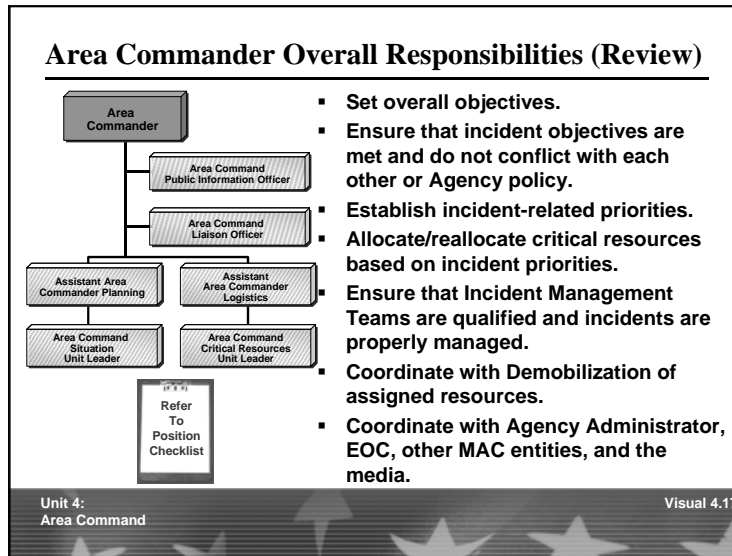 Area Commander Overall Responsibilities (Review)
Area
Commander
Area Command
Public Information Officer
Area Command
Liaison Officer
Assistant Area
Commander Planning
Assistant
Area Commander
Logistics
Area Command
Situation
Unit Leader
Area Command
Critical Resources
Unit Leader
Refer
To
Position
Checklist
▪ Set overall objectives.
▪ Ensure that incident objectives are
met and do not conflict with each
other or Agency policy.
▪ Establish incident-related priorities.
▪ Allocate/reallocate critical resources
based on incident priorities.
▪ Ensure that Incident Management
Teams are qualified and incidents are
properly managed.
▪ Coordinate with Demobilization of
assigned resources.
▪ Coordinate with Agency Administrator,
EOC, other MAC entities, and the
media.
Unit 4:
Area Command
Visual 4.17